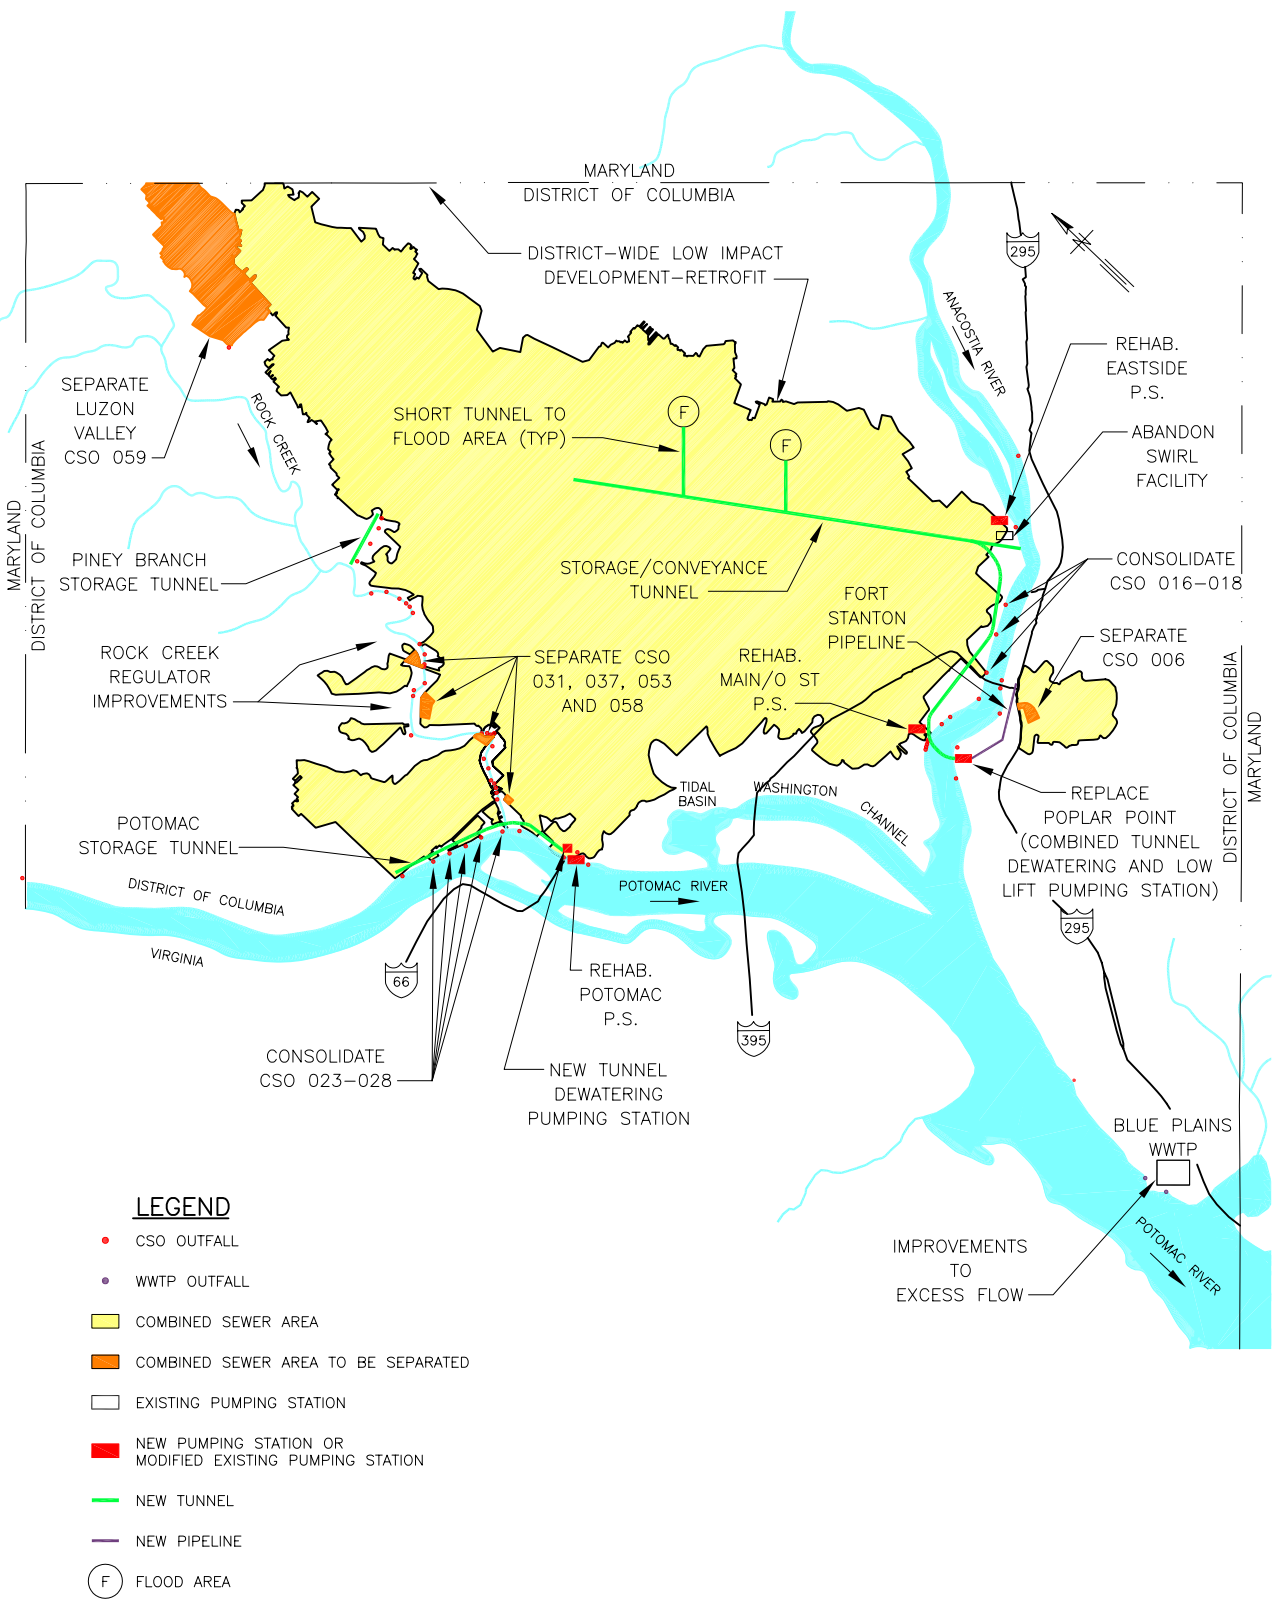 MARYLAND
DISTRICT OF COLUMBIA
DISTRICT-WIDE LOW IMPACT
DEVELOPMENT-RETROFIT
295
ANACOSTIA RIVER
REHAB.
EASTSIDE
P.S.
ABANDON
SWIRL
FACILITY
SEPARATE
LUZON
VALLEY
CSO 059
ROCK CREEK
SHORT TUNNEL TO
FLOOD AREA (TYP)
F
F
MARYLAND
DISTRICT OF COLUMBIA
PINEY BRANCH
STORAGE TUNNEL
STORAGE/CONVEYANCE
TUNNEL
FORT
STANTON
PIPELINE
CONSOLIDATE
CSO 016-018
SEPARATE
CSO 006
ROCK CREEK
REGULATOR
IMPROVEMENTS
SEPARATE CSO
031, 037, 053
AND 058
REHAB.
MAIN/O ST
P.S.
DISTRICT OF COLUMBIA
MARYLAND
TIDAL
BASIN
WASHINGTON
CHANNEL
REPLACE
POPLAR POINT
(COMBINED TUNNEL
DEWATERING AND LOW
LIFT PUMPING STATION)
POTOMAC
STORAGE TUNNEL
DISTRICT OF COLUMBIA
VIRGINIA
POTOMAC RIVER
295
66
REHAB.
POTOMAC
P.S.
395
CONSOLIDATE
CSO 023-028
NEW TUNNEL
DEWATERING
PUMPING STATION
BLUE PLAINS
WWTP
POTOMAC RIVER
IMPROVEMENTS
TO
EXCESS FLOW
LEGEND
CSO OUTFALL
WWTP OUTFALL
COMBINED SEWER AREA
COMBINED SEWER AREA TO BE SEPARATED
EXISTING PUMPING STATION
NEW PUMPING STATION OR
MODIFIED EXISTING PUMPING STATION
NEW TUNNEL
NEW PIPELINE
F FLOOD AREA